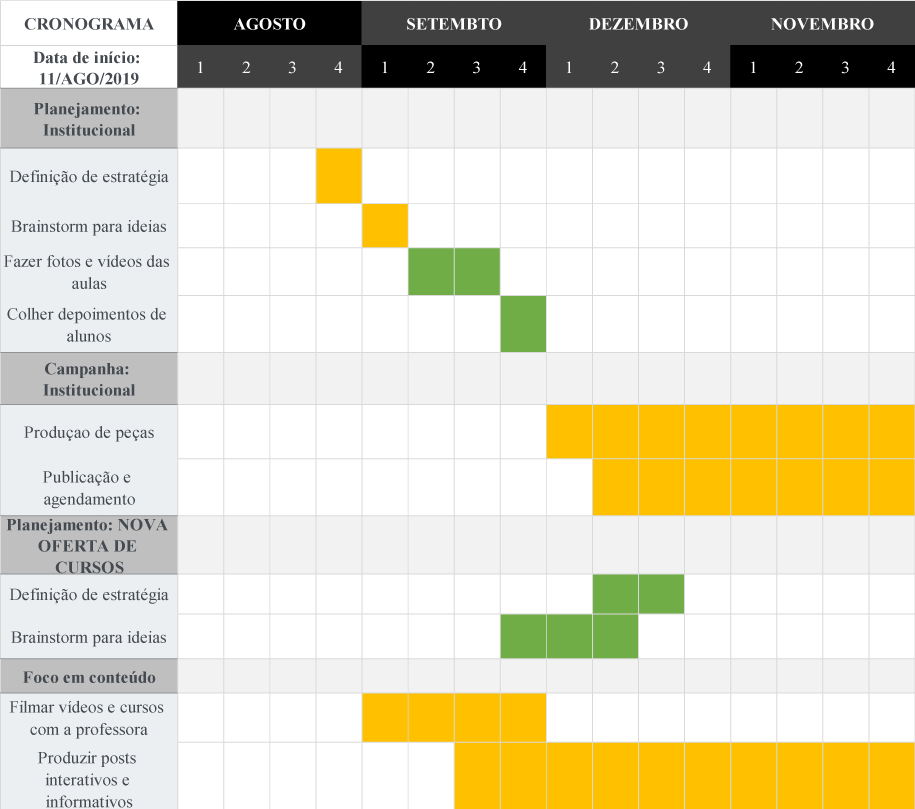 CRONOGRAMA AGOSTO SETEMBTO DEZEMBRO NOVEMBRO
Data de início:
11/AGO/2019
1 2 3 4 1 2 3 4 1 2 3 4 1 2 3 4
Planejamento:
Institucional
Definição de estratégia
Brainstorm para ideias
Fazer fotos e vídeos das
aulas
Colher depoimentos de
alunos
Campanha:
Institucional
Produçao de peças
Publicação e
agendamento
Planejamento: NOVA
OFERTA DE
CURSOS
Definição de estratégia
Brainstorm para ideias
Foco em conteúdo
Filmar vídeos e cursos
com a professora
Produzir posts
interativos e
informativos